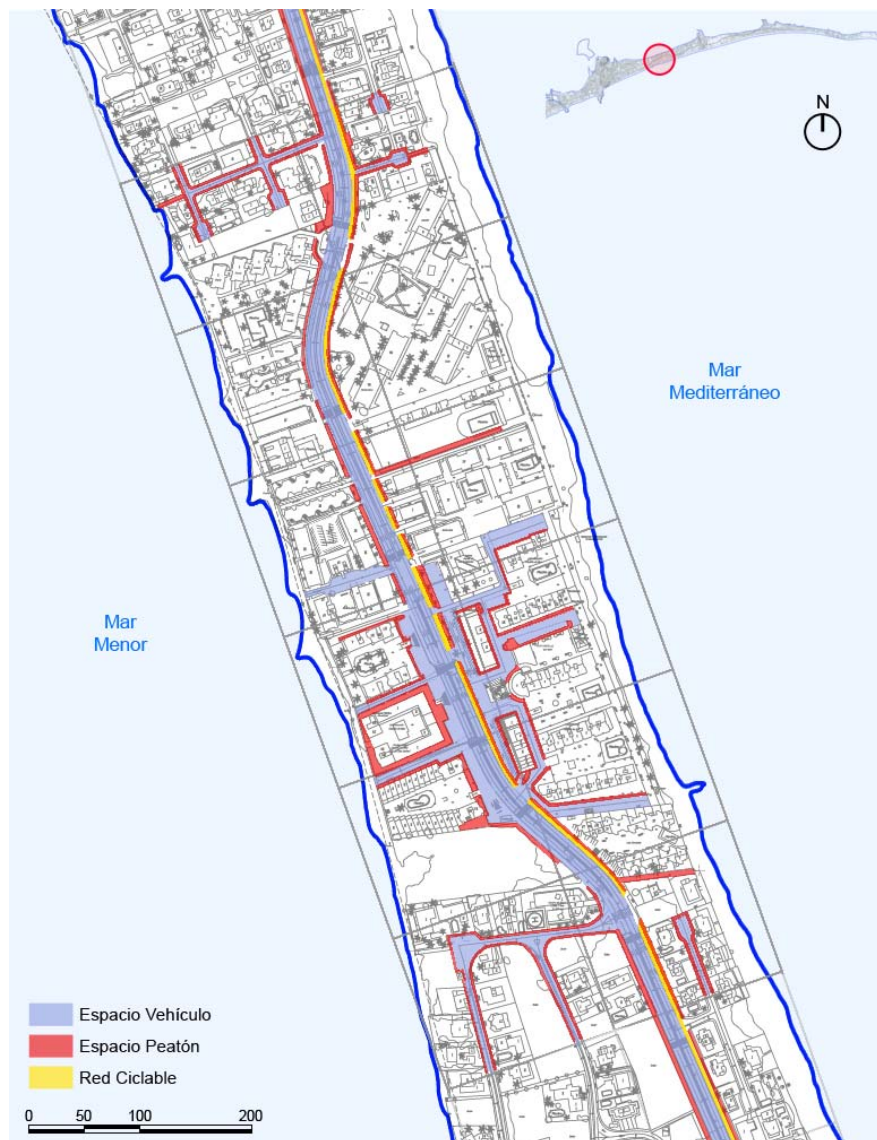 N
Mar
Mediterráneo
Mar
Menor
Espacio Vehículo
Espacio Peatón
Red Ciclable
0 50 100 200